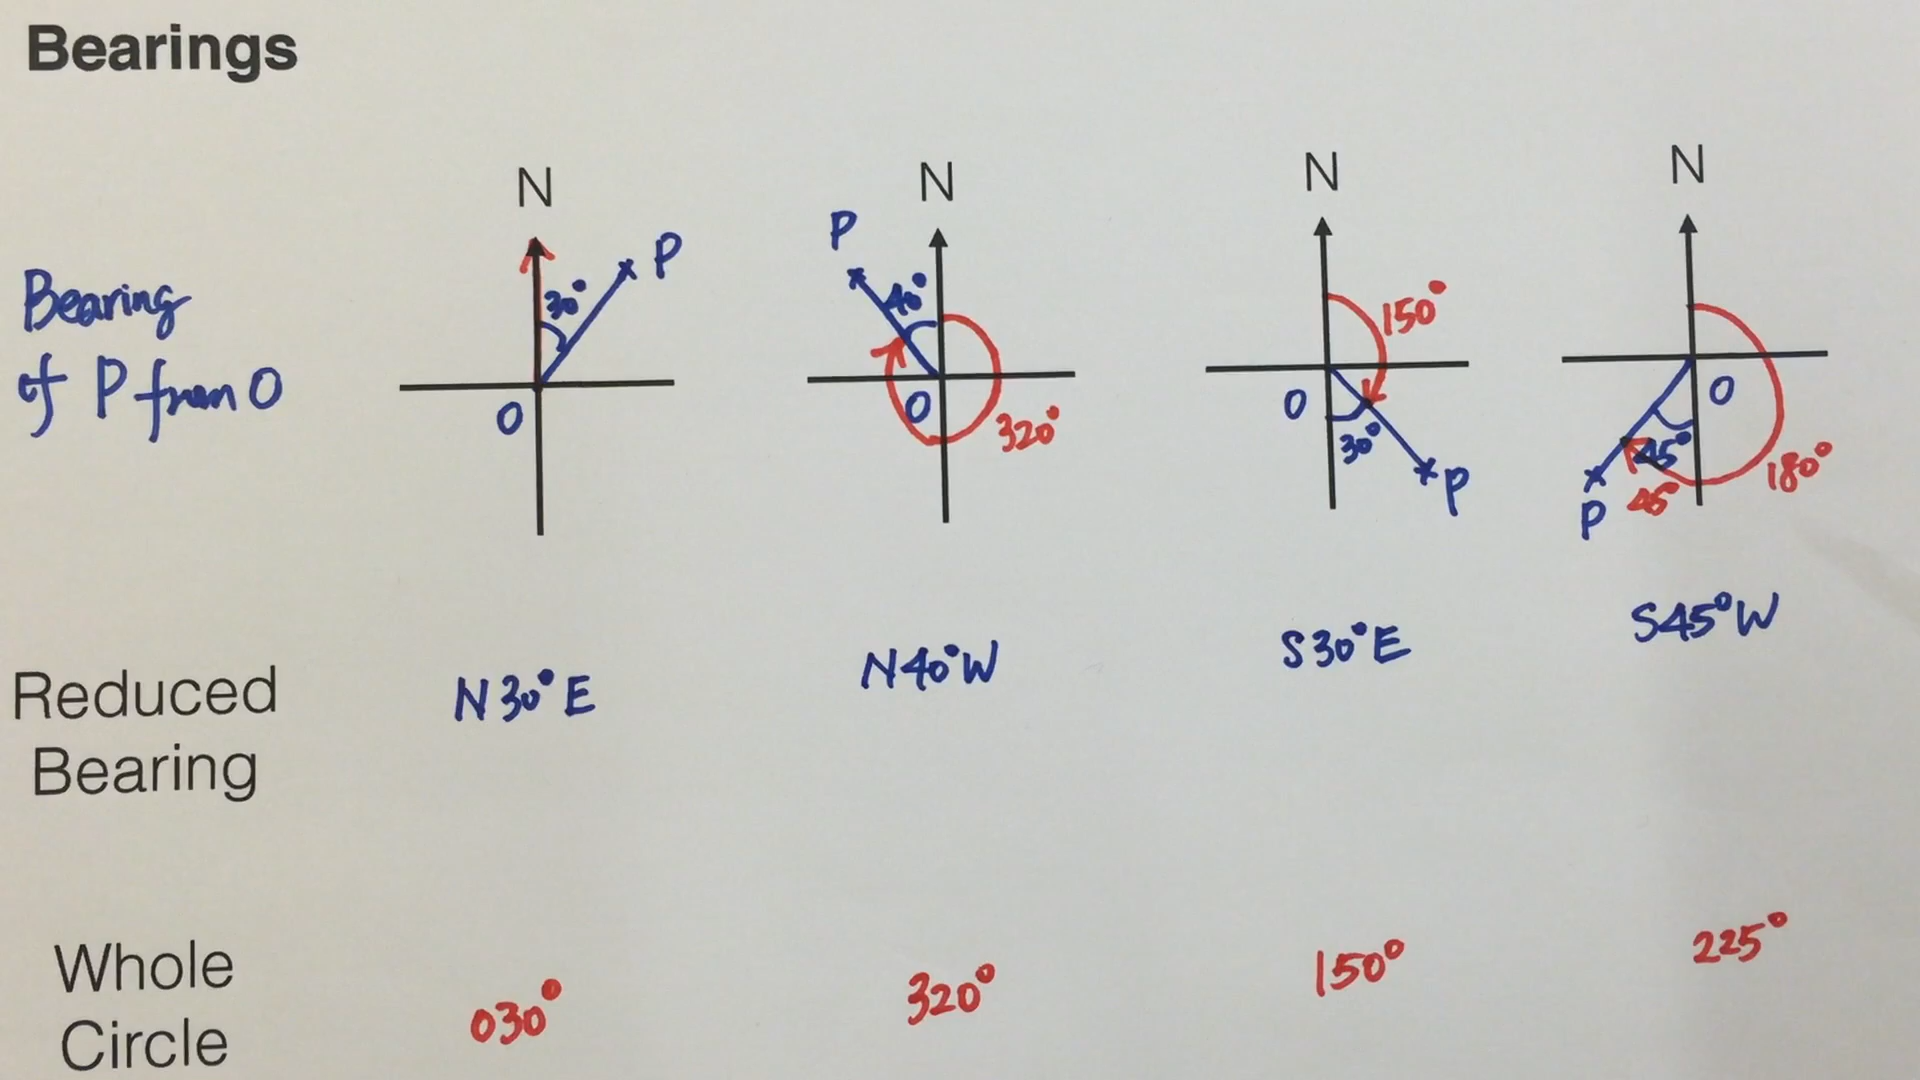 Bearings
N N N N
P
P
30°
40°
150°
Bearing
of P from O
O
O
320°
O
30°
P
O
45°
180°
P
45°
Reduced
Bearing
N30°E
N40°W
S30°E
S45°W
Whole
Circle
030°
320°
150°
225°